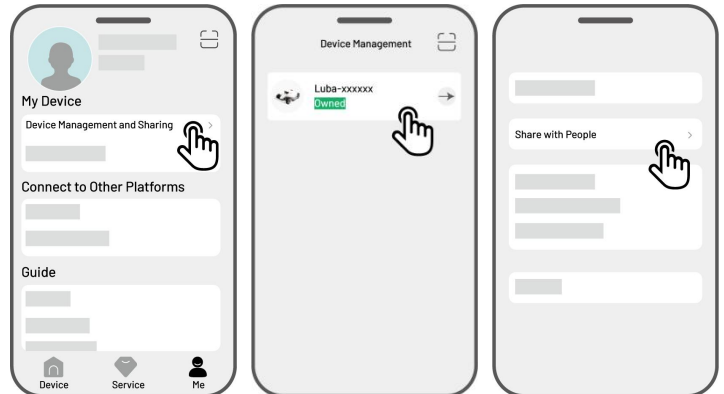 My Device
Device Management and Sharing
Connect to Other Platforms
Guide
Device
Service
Me
Device Management
Luba-xxxxxx
Owned
Share with People